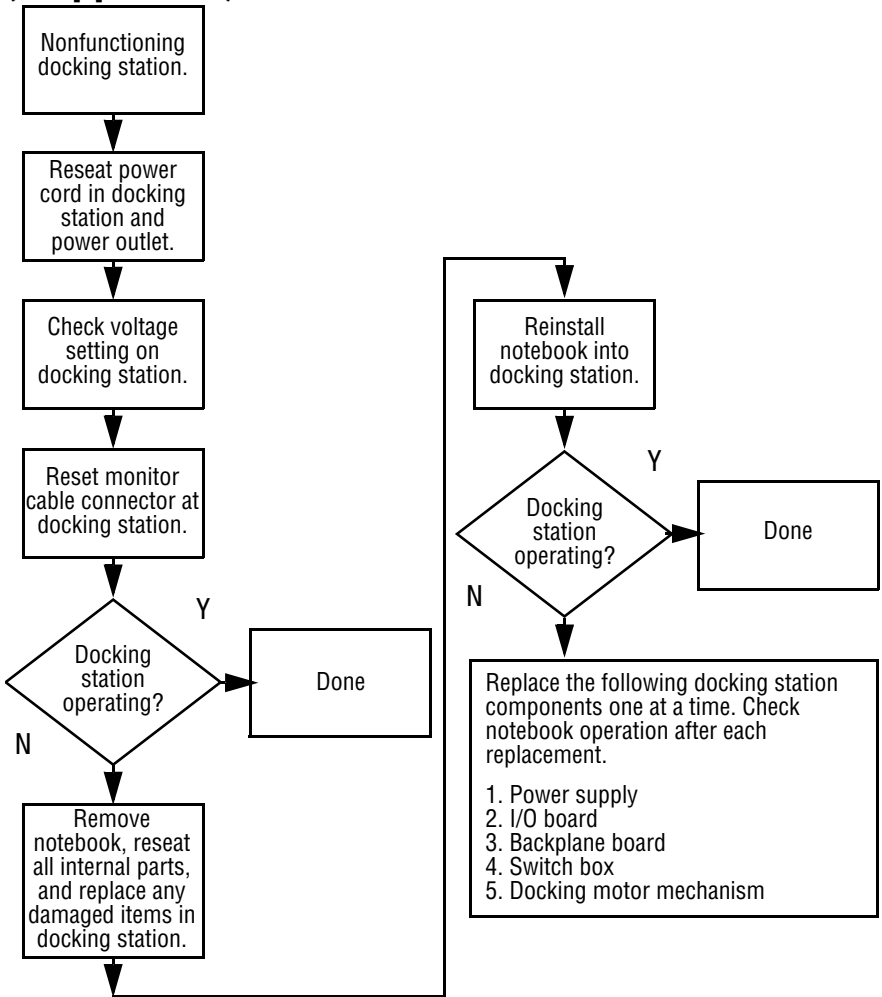 Nonfunctioning
docking station.
Reseat power
cord in docking
station and
power outlet.
Check voltage
setting on
docking station.
Reset monitor
cable connector at
docking station.
Y
Docking
station
operating?
Done
N
Remove
notebook, reseat
all internal parts,
and replace any
damaged items in
docking station.
Reinstall
notebook into
docking station.
Y
Docking
station
operating?
Done
N
Replace the following docking station
components one at a time. Check
notebook operation after each
replacement.
1. Power supply
2. I/O board
3. Backplane board
4. Switch box
5. Docking motor mechanism